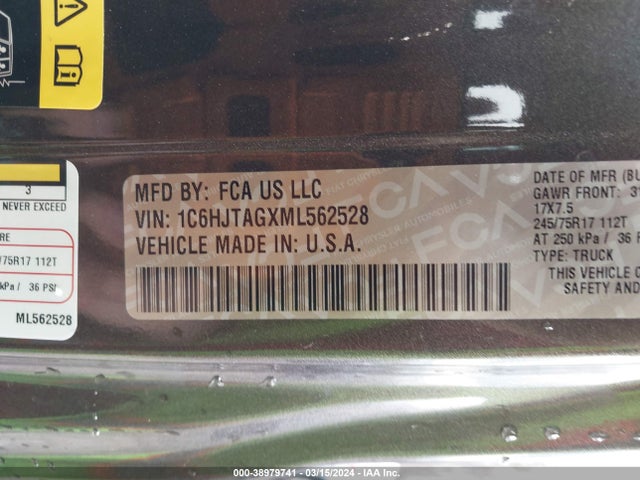 3
NEVER EXCEED
RE
/75R17 112T
kPa / 36 PSI
ML562528
MFD BY: FCA US LLC
VIN: 1C6HJTAGXML562528
VEHICLE MADE IN: U.S.A.
DATE OF MFR (BU
GAWR FRONT: 31
17X7.5
245/75R17 112T
AT 250 kPa / 36 P
TYPE: TRUCK
THIS VEHICLE C
SAFETY AND
000-38979741 - 03/15/2024 - IAA Inc.